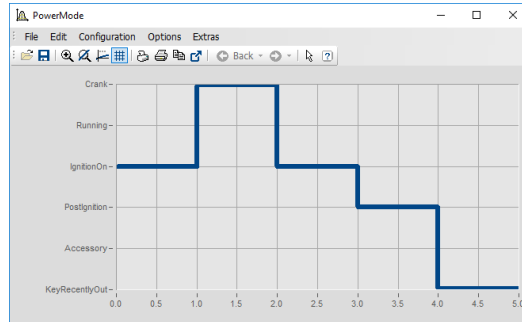 PowerMode
File Edit Configuration Options Extras
Back
Crank
Running
IgnitionOn
PostIgnition
Accessory
KeyRecentlyOut
0.0 0.5 1.0 1.5 2.0 2.5 3.0 3.5 4.0 4.5 5.0